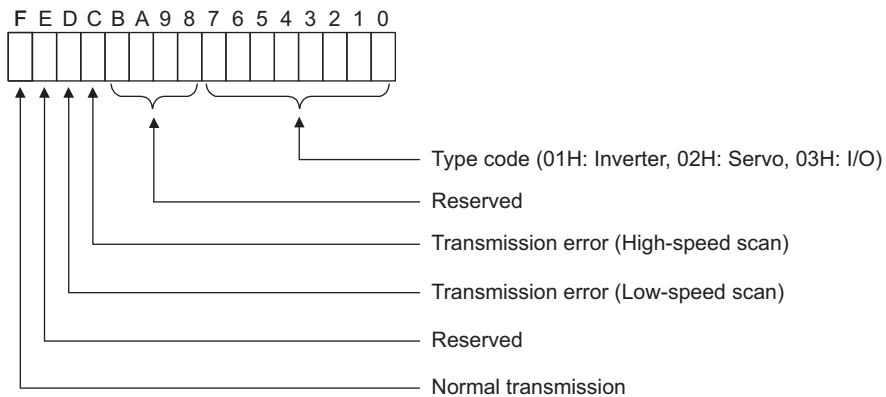 F E D C B A 9 8 7 6 5 4 3 2 1 0
Type code (01H: Inverter, 02H: Servo, 03H: I/O)
Reserved
Transmission error (High-speed scan)
Transmission error (Low-speed scan)
Reserved
Normal transmission